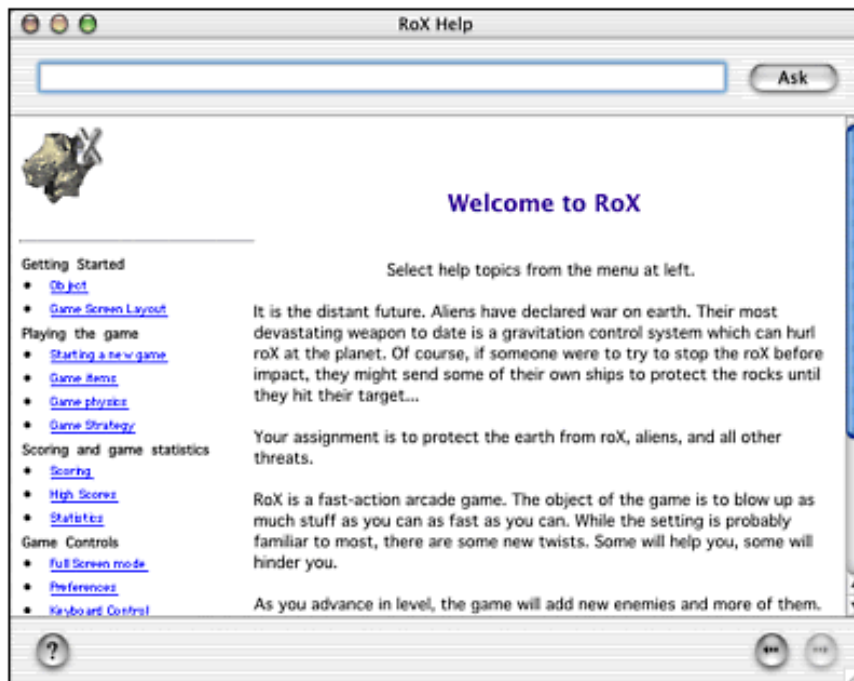 RoX Help
Ask
X
Welcome to RoX
Getting Started
Object
Game Screen Layout
Playing the game
Starting a new game
Game items
Game physics
Game Strategy
Scoring and game statistics
Scoring
High Scores
Statistics
Game Controls
Full Screen mode
Preferences
Keyboard Control
Select help topics from the menu at left.
It is the distant future. Aliens have declared war on earth. Their most
devastating weapon to date is a gravitation control system which can hurl
roX at the planet. Of course, if someone were to try to stop the roX before
impact, they might send some of their own ships to protect the rocks until
they hit their target...
Your assignment is to protect the earth from roX, aliens, and all other
threats.
RoX is a fast-action arcade game. The object of the game is to blow up as
much stuff as you can as fast as you can. While the setting is probably
familiar to most, there are some new twists. Some will help you, some will
hinder you.
As you advance in level, the game will add new enemies and more of them.
?